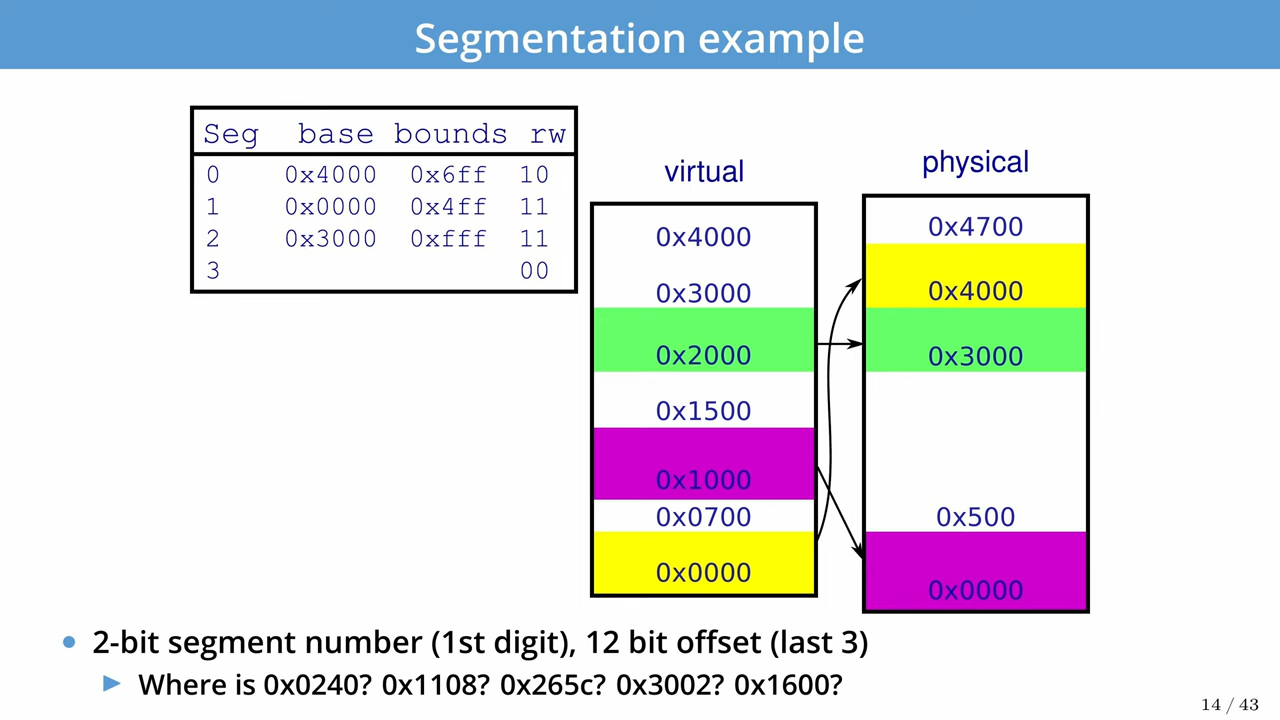 Segmentation example
Seg base bounds rw
0 0x4000 0x6ff 10
1 0x0000 0x4ff 11
2 0x3000 0xfff 11
3 00
virtual
0x4000
0x3000
0x2000
0x1500
0x1000
0x0700
0x0000
physical
0x4700
0x4000
0x3000
0x500
0x0000
• 2-bit segment number (1st digit), 12 bit offset (last 3)
▶ Where is 0x0240? 0x1108? 0x265c? 0x3002? 0x1600?
14 / 43